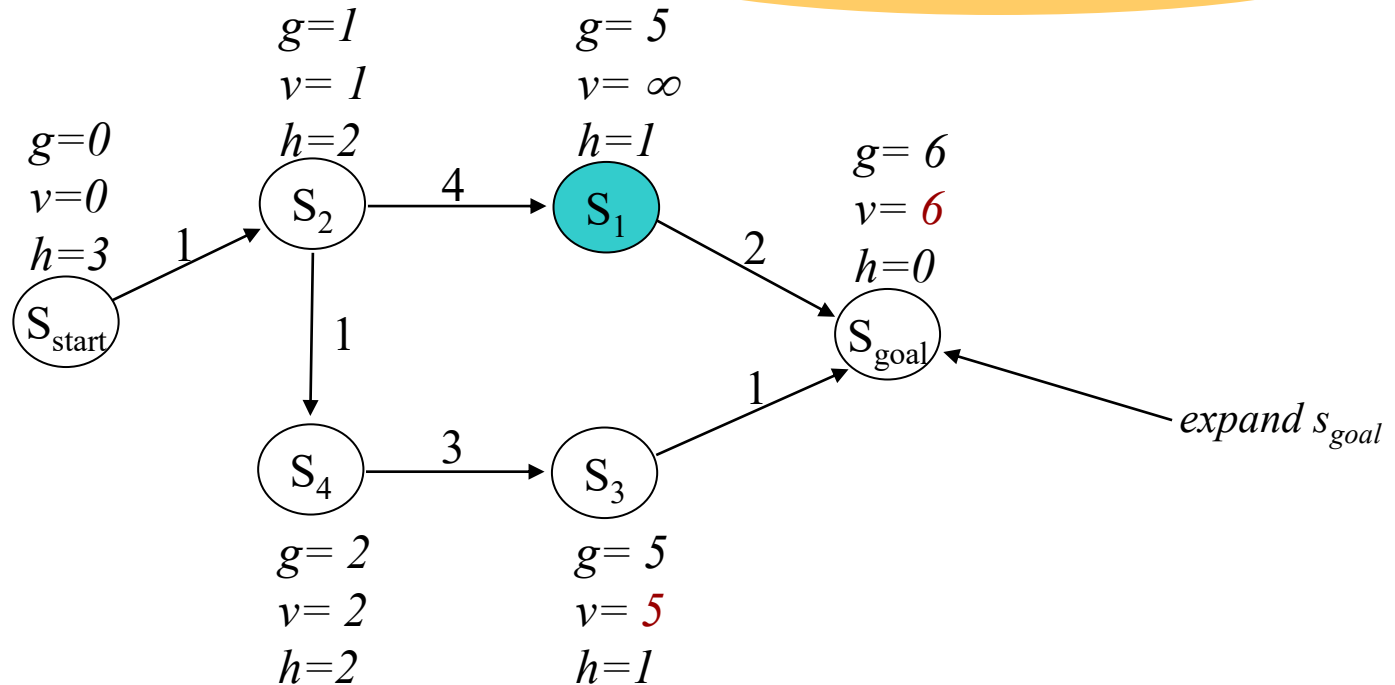 g=1
v= 1
h=2
g= 5
v= ∞
h=1
g=0
v=0
h=3
g= 6
v= 6
h=0
S2
4
S1
1
2
Sstart
1
Sgoal
1
expand sgoal
S4
3
S3
g= 2
v= 2
h=2
g= 5
v= 5
h=1